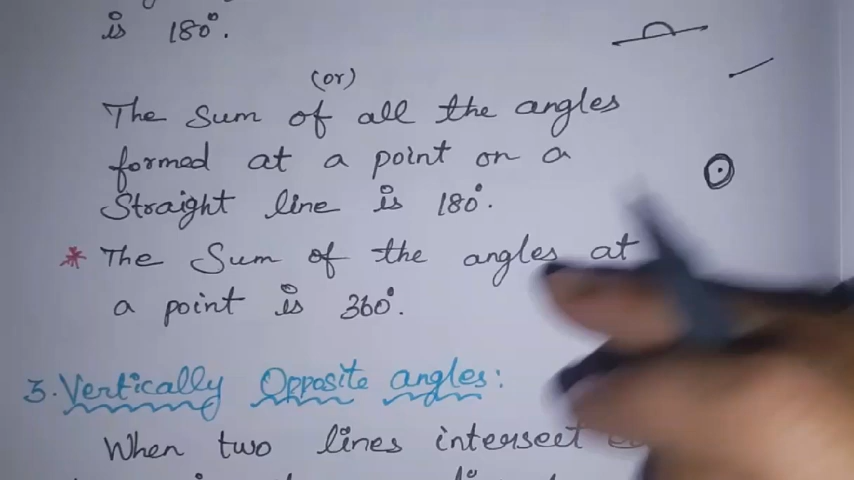 is 180°.
(or)
The Sum of all the angles
formed at a point on a
Straight line is 180°.
* The Sum of the angles at
a point is 360°.
3. Vertically Opposite angles:
When two lines intersect